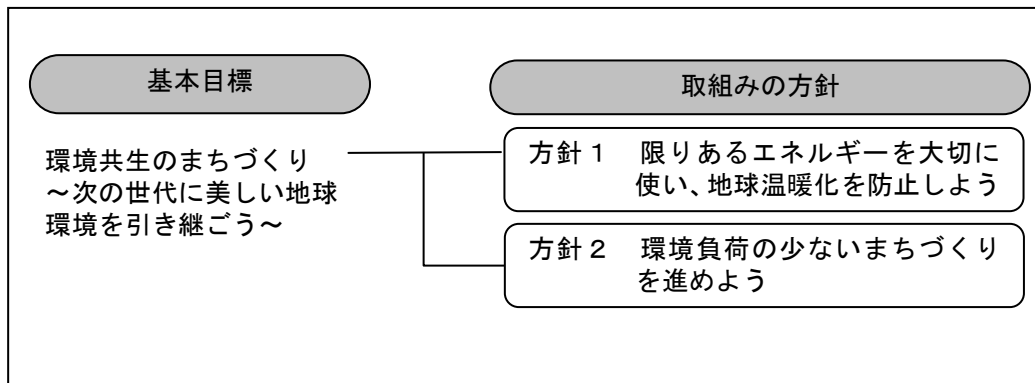 基本目標
取組みの方針
環境共生のまちづくり
～次の世代に美しい地球
環境を引き継ごう～
方針１　限りあるエネルギーを大切に
使い、地球温暖化を防止しよう
方針２　環境負荷の少ないまちづくり
を進めよう